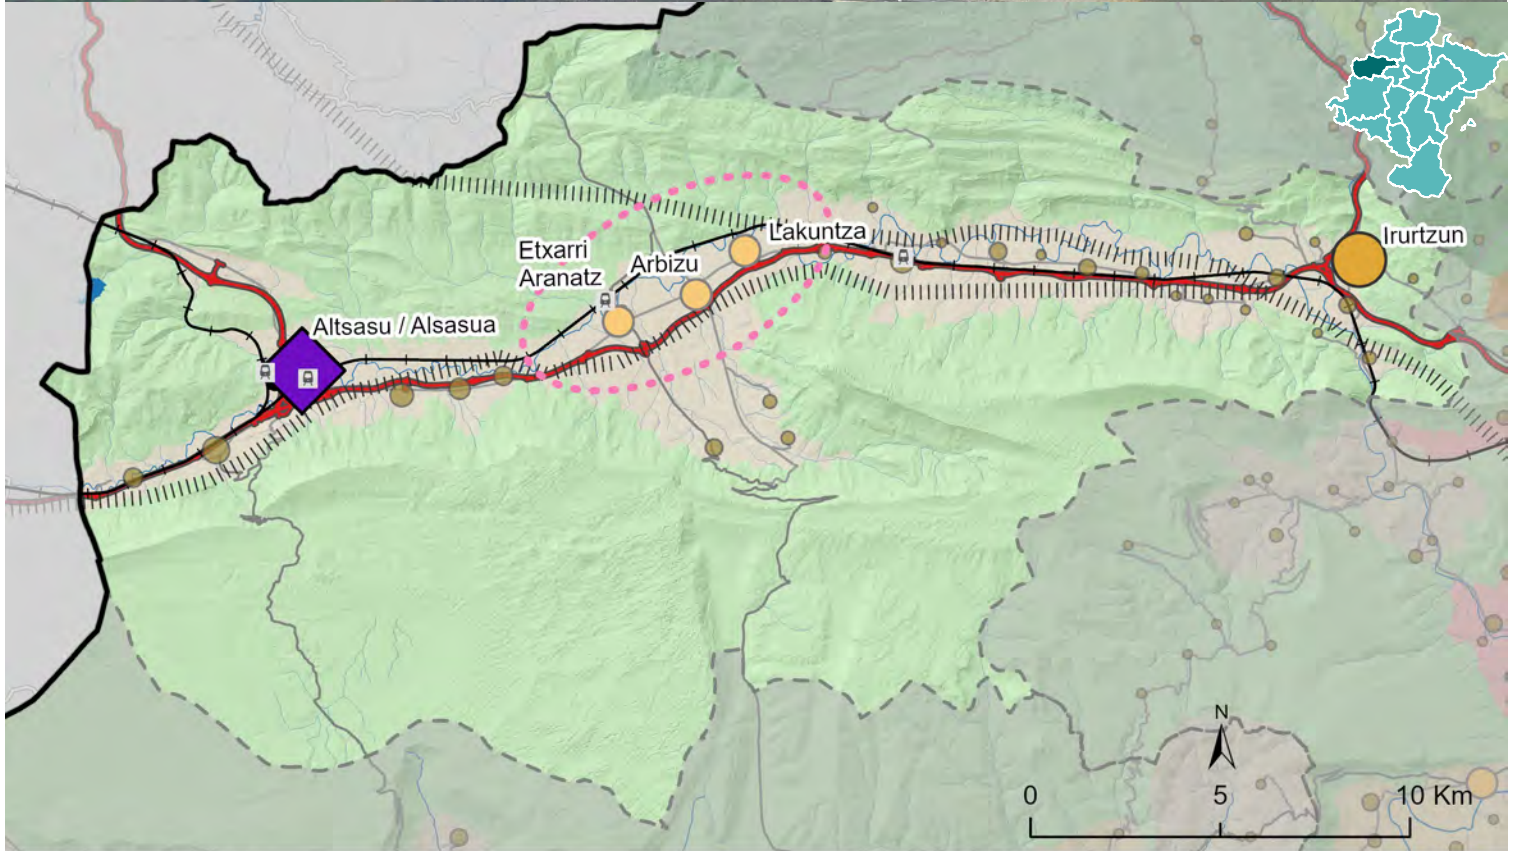 Lakuntza
Irurtzun
Etxarri
Aranatz
Arbizu
Altsasu / Alsasua
N
0 5 10 Km